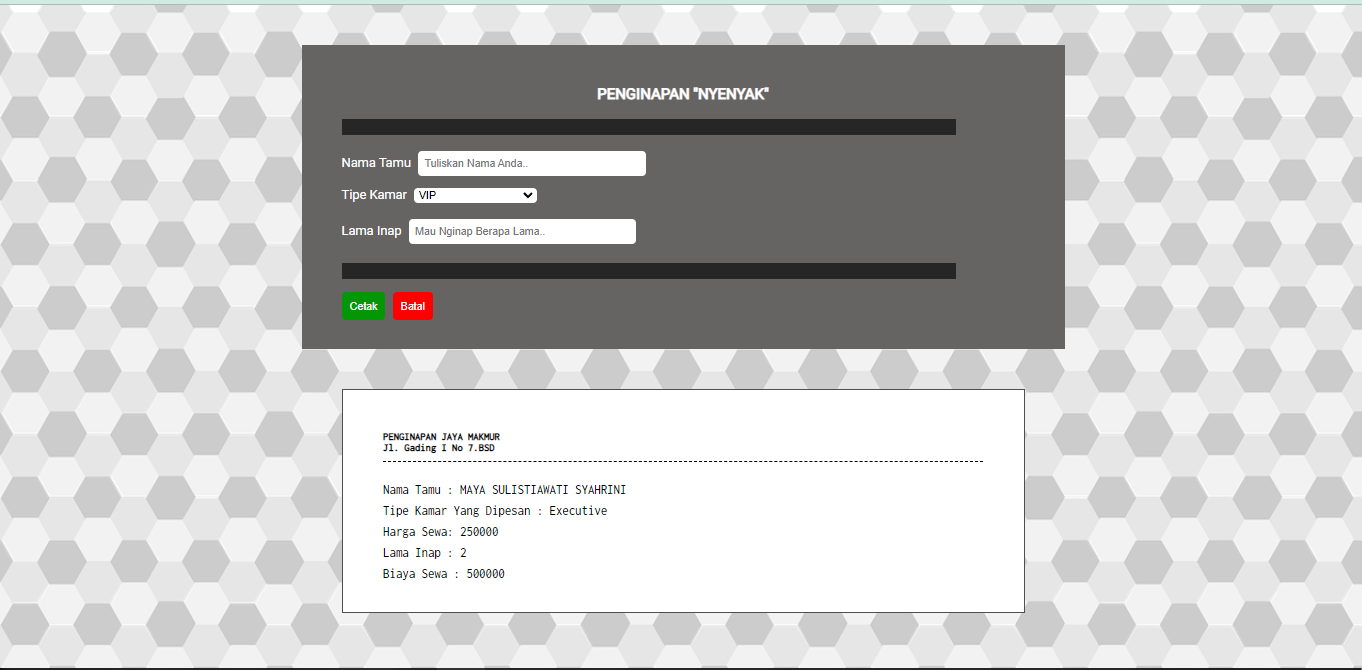 PENGINAPAN "NYENYAK"
Nama Tamu Tuliskan Nama Anda..
Tipe Kamar VIP
Lama Inap Mau Nginap Berapa Lama..
Cetak Batal
PENGINAPAN JAYA MAKMUR
Jl. Gading I No 7.BSD
Nama Tamu : MAYA SULISTIAWATI SYAHRINI
Tipe Kamar Yang Dipesan : Executive
Harga Sewa: 250000
Lama Inap : 2
Biaya Sewa : 500000